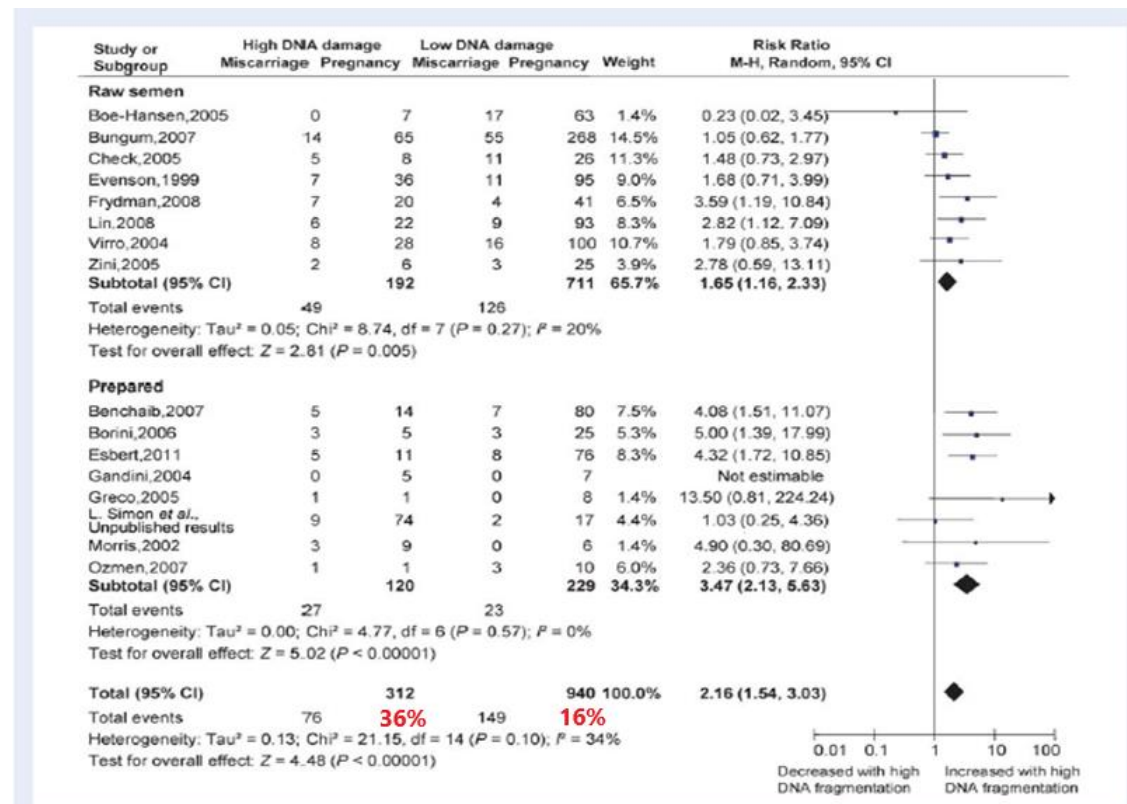 Study or High DNA damage Low DNA damage Risk Ratio
Subgroup Miscarriage Pregnancy Miscarriage Pregnancy Weight M-H, Random, 95% CI
Raw semen
Boe-Hansen,2005 0 7 17 63 1.4% 0.23 (0.02, 3.45)
Bungum,2007 14 65 55 268 14.5% 1.05 (0.62, 1.77)
Check,2005 5 8 11 26 11.3% 1.48 (0.73, 2.97)
Evenson,1999 7 36 11 95 9.0% 1.68 (0.71, 3.99)
Frydman,2008 7 20 4 41 6.5% 3.59 (1.19, 10.84)
Lin,2008 6 22 9 93 8.3% 2.82 (1.12, 7.09)
Virro,2004 8 28 16 100 10.7% 1.79 (0.85, 3.74)
Zini,2005 2 6 3 25 3.9% 2.78 (0.59, 13.11)
Subtotal (95% CI) 192 711 65.7% 1.65 (1.16, 2.33)
Total events 49 126
Heterogeneity: Tau² = 0.05; Chi² = 8.74, df = 7 (P = 0.27); I² = 20%
Test for overall effect: Z = 2.81 (P = 0.005)
Prepared
Benchaib,2007 5 14 7 80 7.5% 4.08 (1.51, 11.07)
Borini,2006 3 5 3 25 5.3% 5.00 (1.39, 17.99)
Esbert,2011 5 11 8 76 8.3% 4.32 (1.72, 10.85)
Gandini,2004 0 5 0 7 Not estimable
Greco,2005 1 1 0 8 1.4% 13.50 (0.81, 224.24)
L. Simon et al.,
Unpublished results 9 74 2 17 4.4% 1.03 (0.25, 4.36)
Morris,2002 3 9 0 6 1.4% 4.90 (0.30, 80.69)
Ozmen,2007 1 1 3 10 6.0% 2.36 (0.73, 7.66)
Subtotal (95% CI) 120 229 34.3% 3.47 (2.13, 5.63)
Total events 27 23
Heterogeneity: Tau² = 0.00; Chi² = 4.77, df = 6 (P = 0.57); I² = 0%
Test for overall effect: Z = 5.02 (P < 0.00001)
Total (95% CI) 312 940 100.0% 2.16 (1.54, 3.03)
Total events 76 36% 149 16%
Heterogeneity: Tau² = 0.13; Chi² = 21.15, df = 14 (P = 0.10); I² = 34%
Test for overall effect: Z = 4.48 (P < 0.00001)
0.01 0.1 1 10 100
Decreased with high Increased with high
DNA fragmentation DNA fragmentation